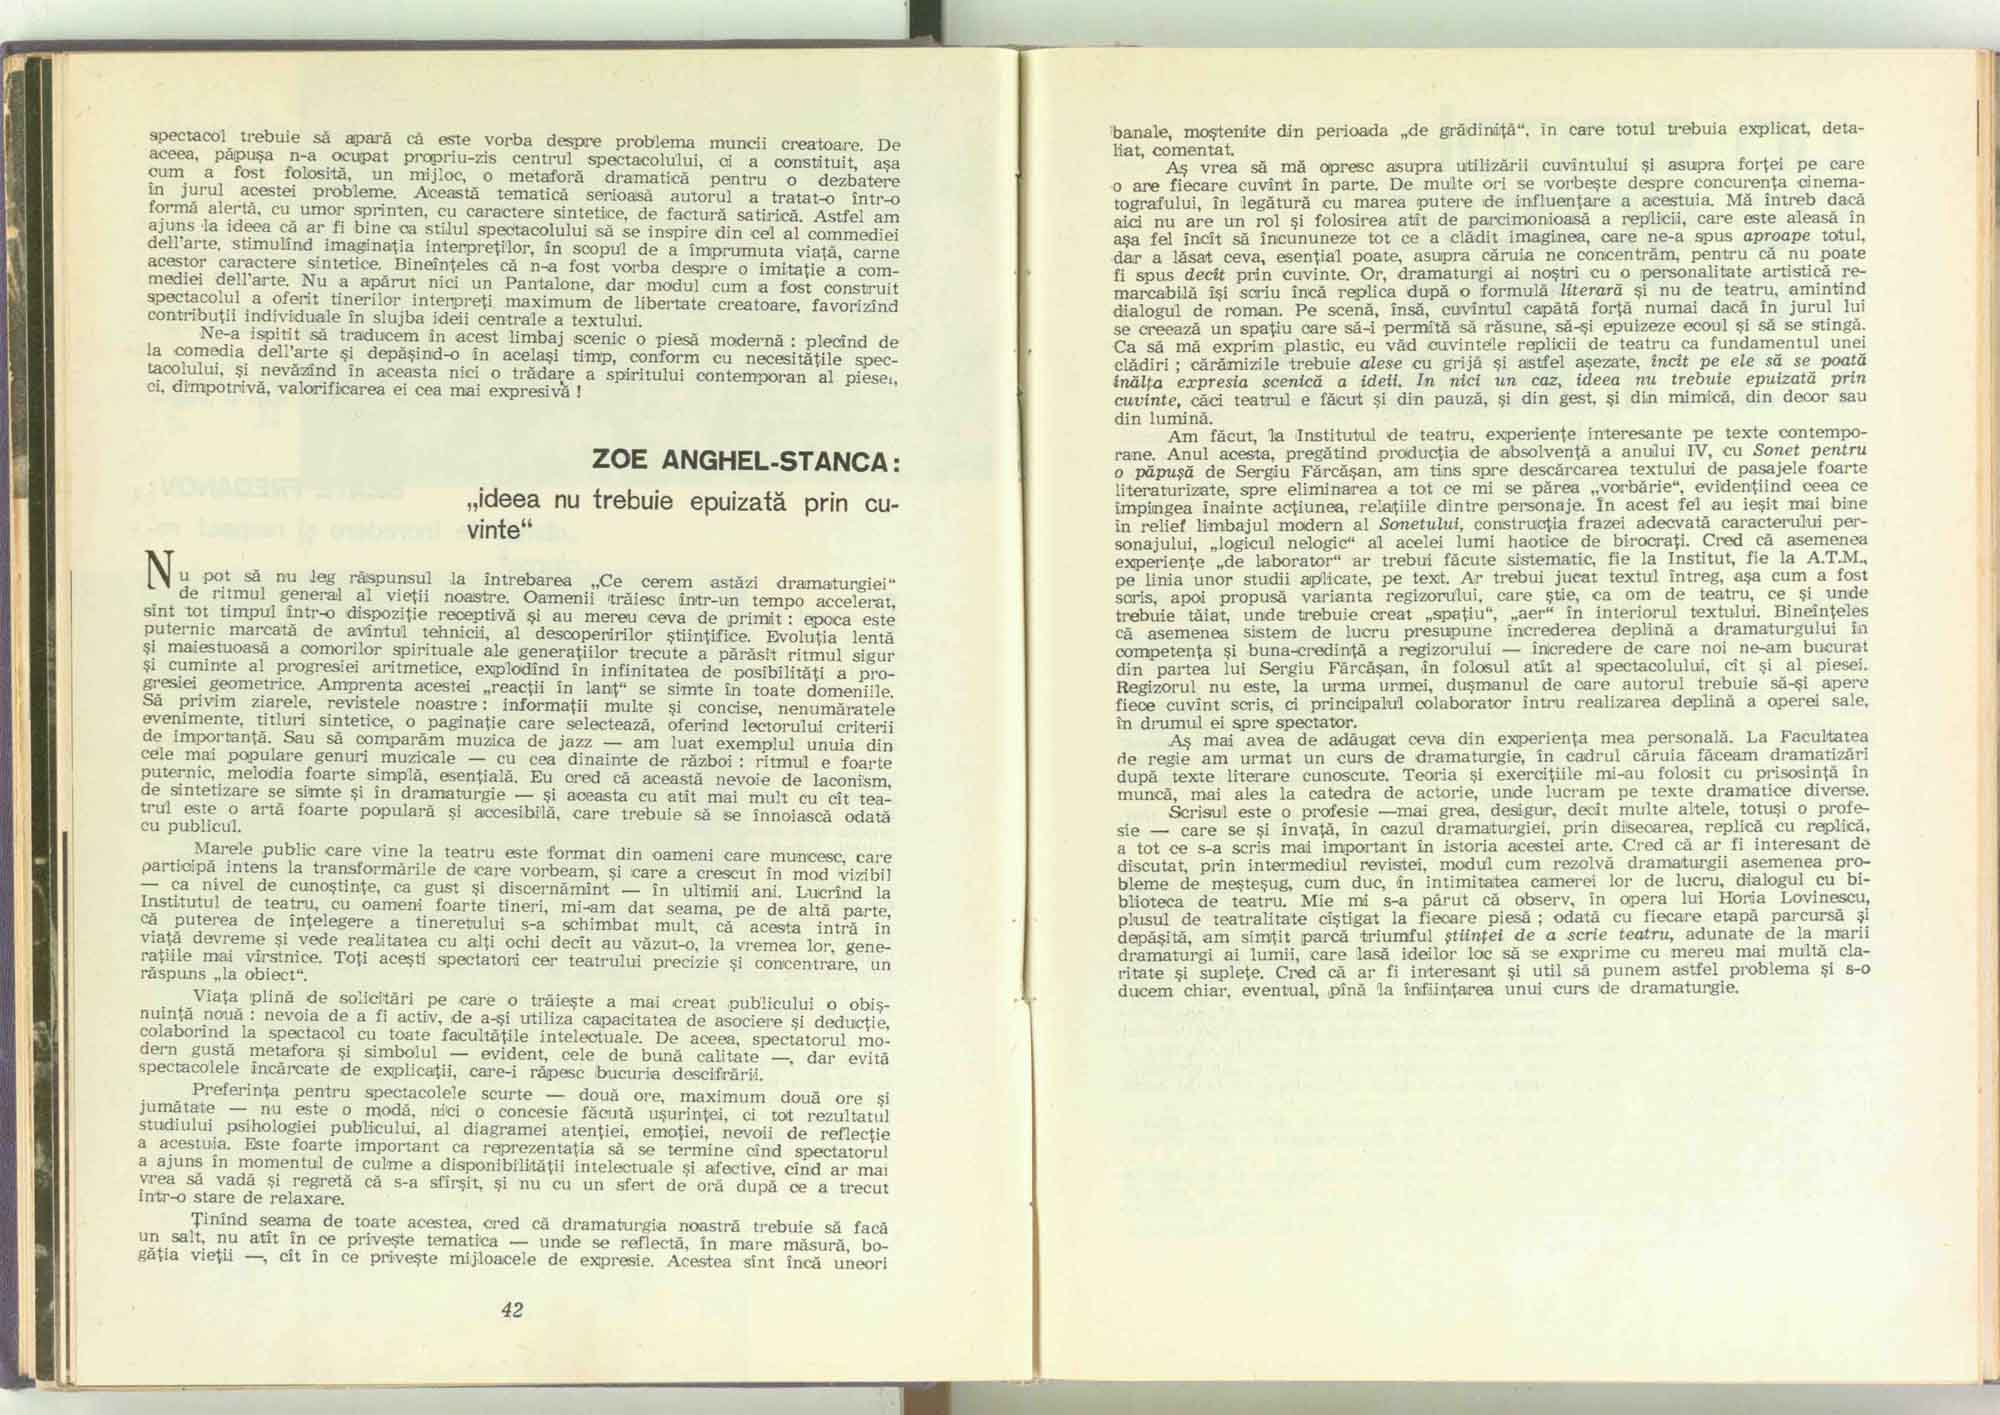 spectacol trebuie să apară că este vorba despre problema muncii creatoare. De
aceea, păpușa n-a ocupat propriu-zis centrul spectacolului, ci a constituit, așa
cum a fost folosită, un mijloc, o metaforă dramatică pentru o dezbatere
în jurul acestei probleme. Această tematică serioasă autorul a tratat-o într-o
formă alertă, cu umor sprinten, cu caractere sintetice, de factură satirică. Astfel am
ajuns la ideea că ar fi bine ca stilul spectacolului să se inspire din cel al commediei
dell'arte, stimulînd imaginația interpreților, în scopul de a împrumuta viață, carne
acestor caractere sintetice. Bineînțeles că n-a fost vorba despre o imitație a com-
mediei dell'arte. Nu a apărut nici un Pantalone, dar modul cum a fost construit
spectacolul a oferit tinerilor interpreți maximum de libertate creatoare, favorizînd
contribuții individuale în slujba ideii centrale a textului.
Ne-a ispitit să traducem în acest limbaj scenic o piesă modernă : plecînd de
la comedia dell'arte și depășind-o în același timp, conform cu necesitățile spec-
tacolului, și nevăzînd în aceasta nici o trădare a spiritului contemporan al piesei,
ci, dimpotrivă, valorificarea ei cea mai expresivă !
ZOE ANGHEL-STANCA:
„ideea nu trebuie epuizată prin cu-
vinte“
Nu pot să nu leg răspunsul la întrebarea „Ce cerem astăzi dramaturgiei“
de ritmul general al vieții noastre. Oamenii trăiesc într-un tempo accelerat,
sînt tot timpul într-o dispoziție receptivă și au mereu ceva de primit : epoca este
puternic marcată de avîntul tehnicii, al descoperirilor științifice. Evoluția lentă
și maiestuoasă a comorilor spirituale ale generațiilor trecute a părăsit ritmul sigur
și cuminte al progresiei aritmetice, explodînd în infinitatea de posibilități a pro-
gresiei geometrice. Amprenta acestei „reacții în lanț“ se simte în toate domeniile.
Să privim ziarele, revistele noastre : informații multe și concise, nenumăratele
evenimente, titluri sintetice, o paginație care selectează, oferind lectorului criterii
de importanță. Sau să comparăm muzica de jazz — am luat exemplul unuia din
cele mai populare genuri muzicale — cu cea dinainte de război : ritmul e foarte
puternic, melodia foarte simplă, esențială. Eu cred că această nevoie de laconism,
de sintetizare se simte și în dramaturgie — și aceasta cu atît mai mult cu cît tea-
trul este o artă foarte populară și accesibilă, care trebuie să se înnoiască odată
cu publicul.
Marele public care vine la teatru este format din oameni care muncesc, care
participă intens la transformările de care vorbeam, și care a crescut în mod vizibil
— ca nivel de cunoștințe, ca gust și discernămînt — în ultimii ani. Lucrînd la
Institutul de teatru, cu oameni foarte tineri, mi-am dat seama, pe de altă parte,
că puterea de înțelegere a tineretului s-a schimbat mult, că acesta intră în
viață devreme și vede realitatea cu alți ochi decît au văzut-o, la vremea lor, gene-
rațiile mai vîrstnice. Toți acești spectatori cer teatrului precizie și concentrare, un
răspuns „la obiect“.
Viața plină de solicitări pe care o trăiește a mai creat publicului o obiș-
nuință nouă : nevoia de a fi activ, de a-și utiliza capacitatea de asociere și deducție,
colaborînd la spectacol cu toate facultățile intelectuale. De aceea, spectatorul mo-
dern gustă metafora și simbolul — evident, cele de bună calitate —, dar evită
spectacolele încărcate de explicații, care-i răpesc bucuria descifrării.
Preferința pentru spectacolele scurte — două ore, maximum două ore și
jumătate — nu este o modă, nici o concesie făcută ușurinței, ci tot rezultatul
studiului psihologiei publicului, al diagramei atenției, emoției, nevoii de reflecție
a acestuia. Este foarte important ca reprezentația să se termine cînd spectatorul
a ajuns în momentul de culme a disponibilității intelectuale și afective, cînd ar mai
vrea să vadă și regretă că s-a sfîrșit, și nu cu un sfert de oră după ce a trecut
într-o stare de relaxare.
Ținînd seama de toate acestea, cred că dramaturgia noastră trebuie să facă
un salt, nu atît în ce privește tematica — unde se reflectă, în mare măsură, bo-
găția vieții —, cît în ce privește mijloacele de expresie. Acestea sînt încă uneori
42
banale, moștenite din perioada „de grădiniță“, în care totul trebuia explicat, deta-
liat, comentat.
Aș vrea să mă opresc asupra utilizării cuvîntului și asupra forței pe care
o are fiecare cuvînt în parte. De multe ori se vorbește despre concurența cinema-
tografului, în legătură cu marea putere de influențare a acestuia. Mă întreb dacă
aici nu are un rol și folosirea atît de parcimonioasă a replicii, care este aleasă în
așa fel încît să încununeze tot ce a clădit imaginea, care ne-a spus aproape totul,
dar a lăsat ceva, esențial poate, asupra căruia ne concentrăm, pentru că nu poate
fi spus decît prin cuvinte. Or, dramaturgi ai noștri cu o personalitate artistică re-
marcabilă își scriu încă replica după o formulă literară și nu de teatru, amintind
dialogul de roman. Pe scenă, însă, cuvîntul capătă forță numai dacă în jurul lui
se creează un spațiu care să-i permită să răsune, să-și epuizeze ecoul și să se stingă.
Ca să mă exprim plastic, eu văd cuvintele replicii de teatru ca fundamentul unei
clădiri ; cărămizile trebuie alese cu grijă și astfel așezate, încît pe ele să se poată
înălța expresia scenică a ideii. In nici un caz, ideea nu trebuie epuizată prin
cuvinte, căci teatrul e făcut și din pauză, și din gest, și din mimică, din decor sau
din lumină.
Am făcut, la Institutul de teatru, experiențe interesante pe texte contempo-
rane. Anul acesta, pregătind producția de absolvență a anului IV, cu Sonet pentru
o păpușă de Sergiu Fărcășan, am tins spre descărcarea textului de pasajele foarte
literaturizate, spre eliminarea a tot ce mi se părea „vorbărie“, evidențiind ceea ce
împingea înainte acțiunea, relațiile dintre personaje. În acest fel au ieșit mai bine
în relief limbajul modern al Sonetului, construcția frazei adecvată caracterului per-
sonajului, „logicul nelogic“ al acelei lumi haotice de birocrați. Cred că asemenea
experiențe „de laborator“ ar trebui făcute sistematic, fie la Institut, fie la A.T.M.,
pe linia unor studii aplicate, pe text. Ar trebui jucat textul întreg, așa cum a fost
scris, apoi propusă varianta regizorului, care știe, ca om de teatru, ce și unde
trebuie tăiat, unde trebuie creat „spațiu“, „aer“ în interiorul textului. Bineînțeles
că asemenea sistem de lucru presupune încrederea deplină a dramaturgului în
competența și buna-credință a regizorului — încredere de care noi ne-am bucurat
din partea lui Sergiu Fărcășan, în folosul atît al spectacolului, cît și al piesei.
Regizorul nu este, la urma urmei, dușmanul de care autorul trebuie să-și apere
fiece cuvînt scris, ci principalul colaborator întru realizarea deplină a operei sale,
în drumul ei spre spectator.
Aș mai avea de adăugat ceva din experiența mea personală. La Facultatea
de regie am urmat un curs de dramaturgie, în cadrul căruia făceam dramatizări
după texte literare cunoscute. Teoria și exercițiile mi-au folosit cu prisosință în
muncă, mai ales la catedra de actorie, unde lucram pe texte dramatice diverse.
Scrisul este o profesie —mai grea, desigur, decît multe altele, totuși o profe-
sie — care se și învață, în cazul dramaturgiei, prin disecarea, replică cu replică,
a tot ce s-a scris mai important în istoria acestei arte. Cred că ar fi interesant de
discutat, prin intermediul revistei, modul cum rezolvă dramaturgii asemenea pro-
bleme de meșteșug, cum duc, în intimitatea camerei lor de lucru, dialogul cu bi-
blioteca de teatru. Mie mi s-a părut că observ, în opera lui Horia Lovinescu,
plusul de teatralitate cîștigat la fiecare piesă ; odată cu fiecare etapă parcursă și
depășită, am simțit parcă triumful științei de a scrie teatru, adunate de la marii
dramaturgi ai lumii, care lasă ideilor loc să se exprime cu mereu mai multă cla-
ritate și suplețe. Cred că ar fi interesant și util să punem astfel problema și s-o
ducem chiar, eventual, pînă la înființarea unui curs de dramaturgie.